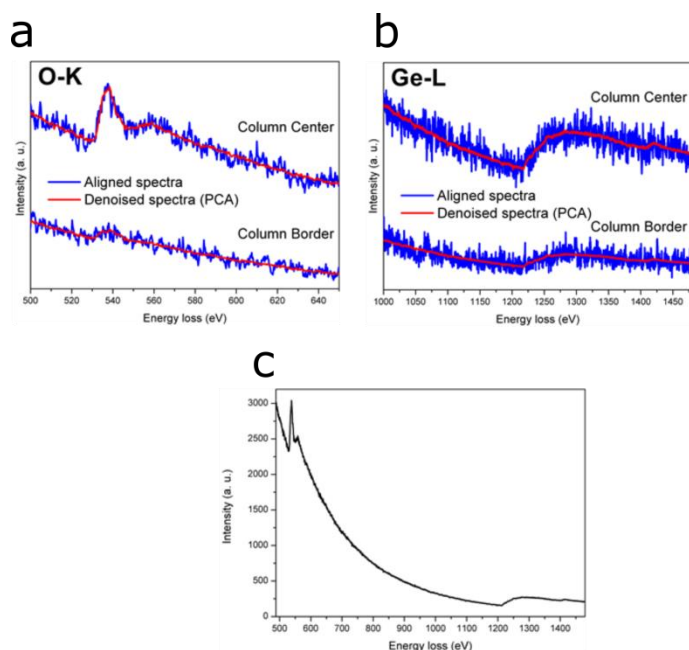 a
O-K
Column Center
Aligned spectra
Denoised spectra (PCA)
Column Border
Intensity (a. u.)
500 520 540 560 580 600 620 640
Energy loss (eV)
b
Ge-L
Column Center
Aligned spectra
Denoised spectra (PCA)
Column Border
Intensity (a. u.)
1000 1050 1100 1150 1200 1250 1300 1350 1400 1450
Energy loss (eV)
c
3000
2500
2000
1500
1000
500
0
Intensity (a. u.)
500 600 700 800 900 1000 1100 1200 1300 1400
Energy loss (eV)